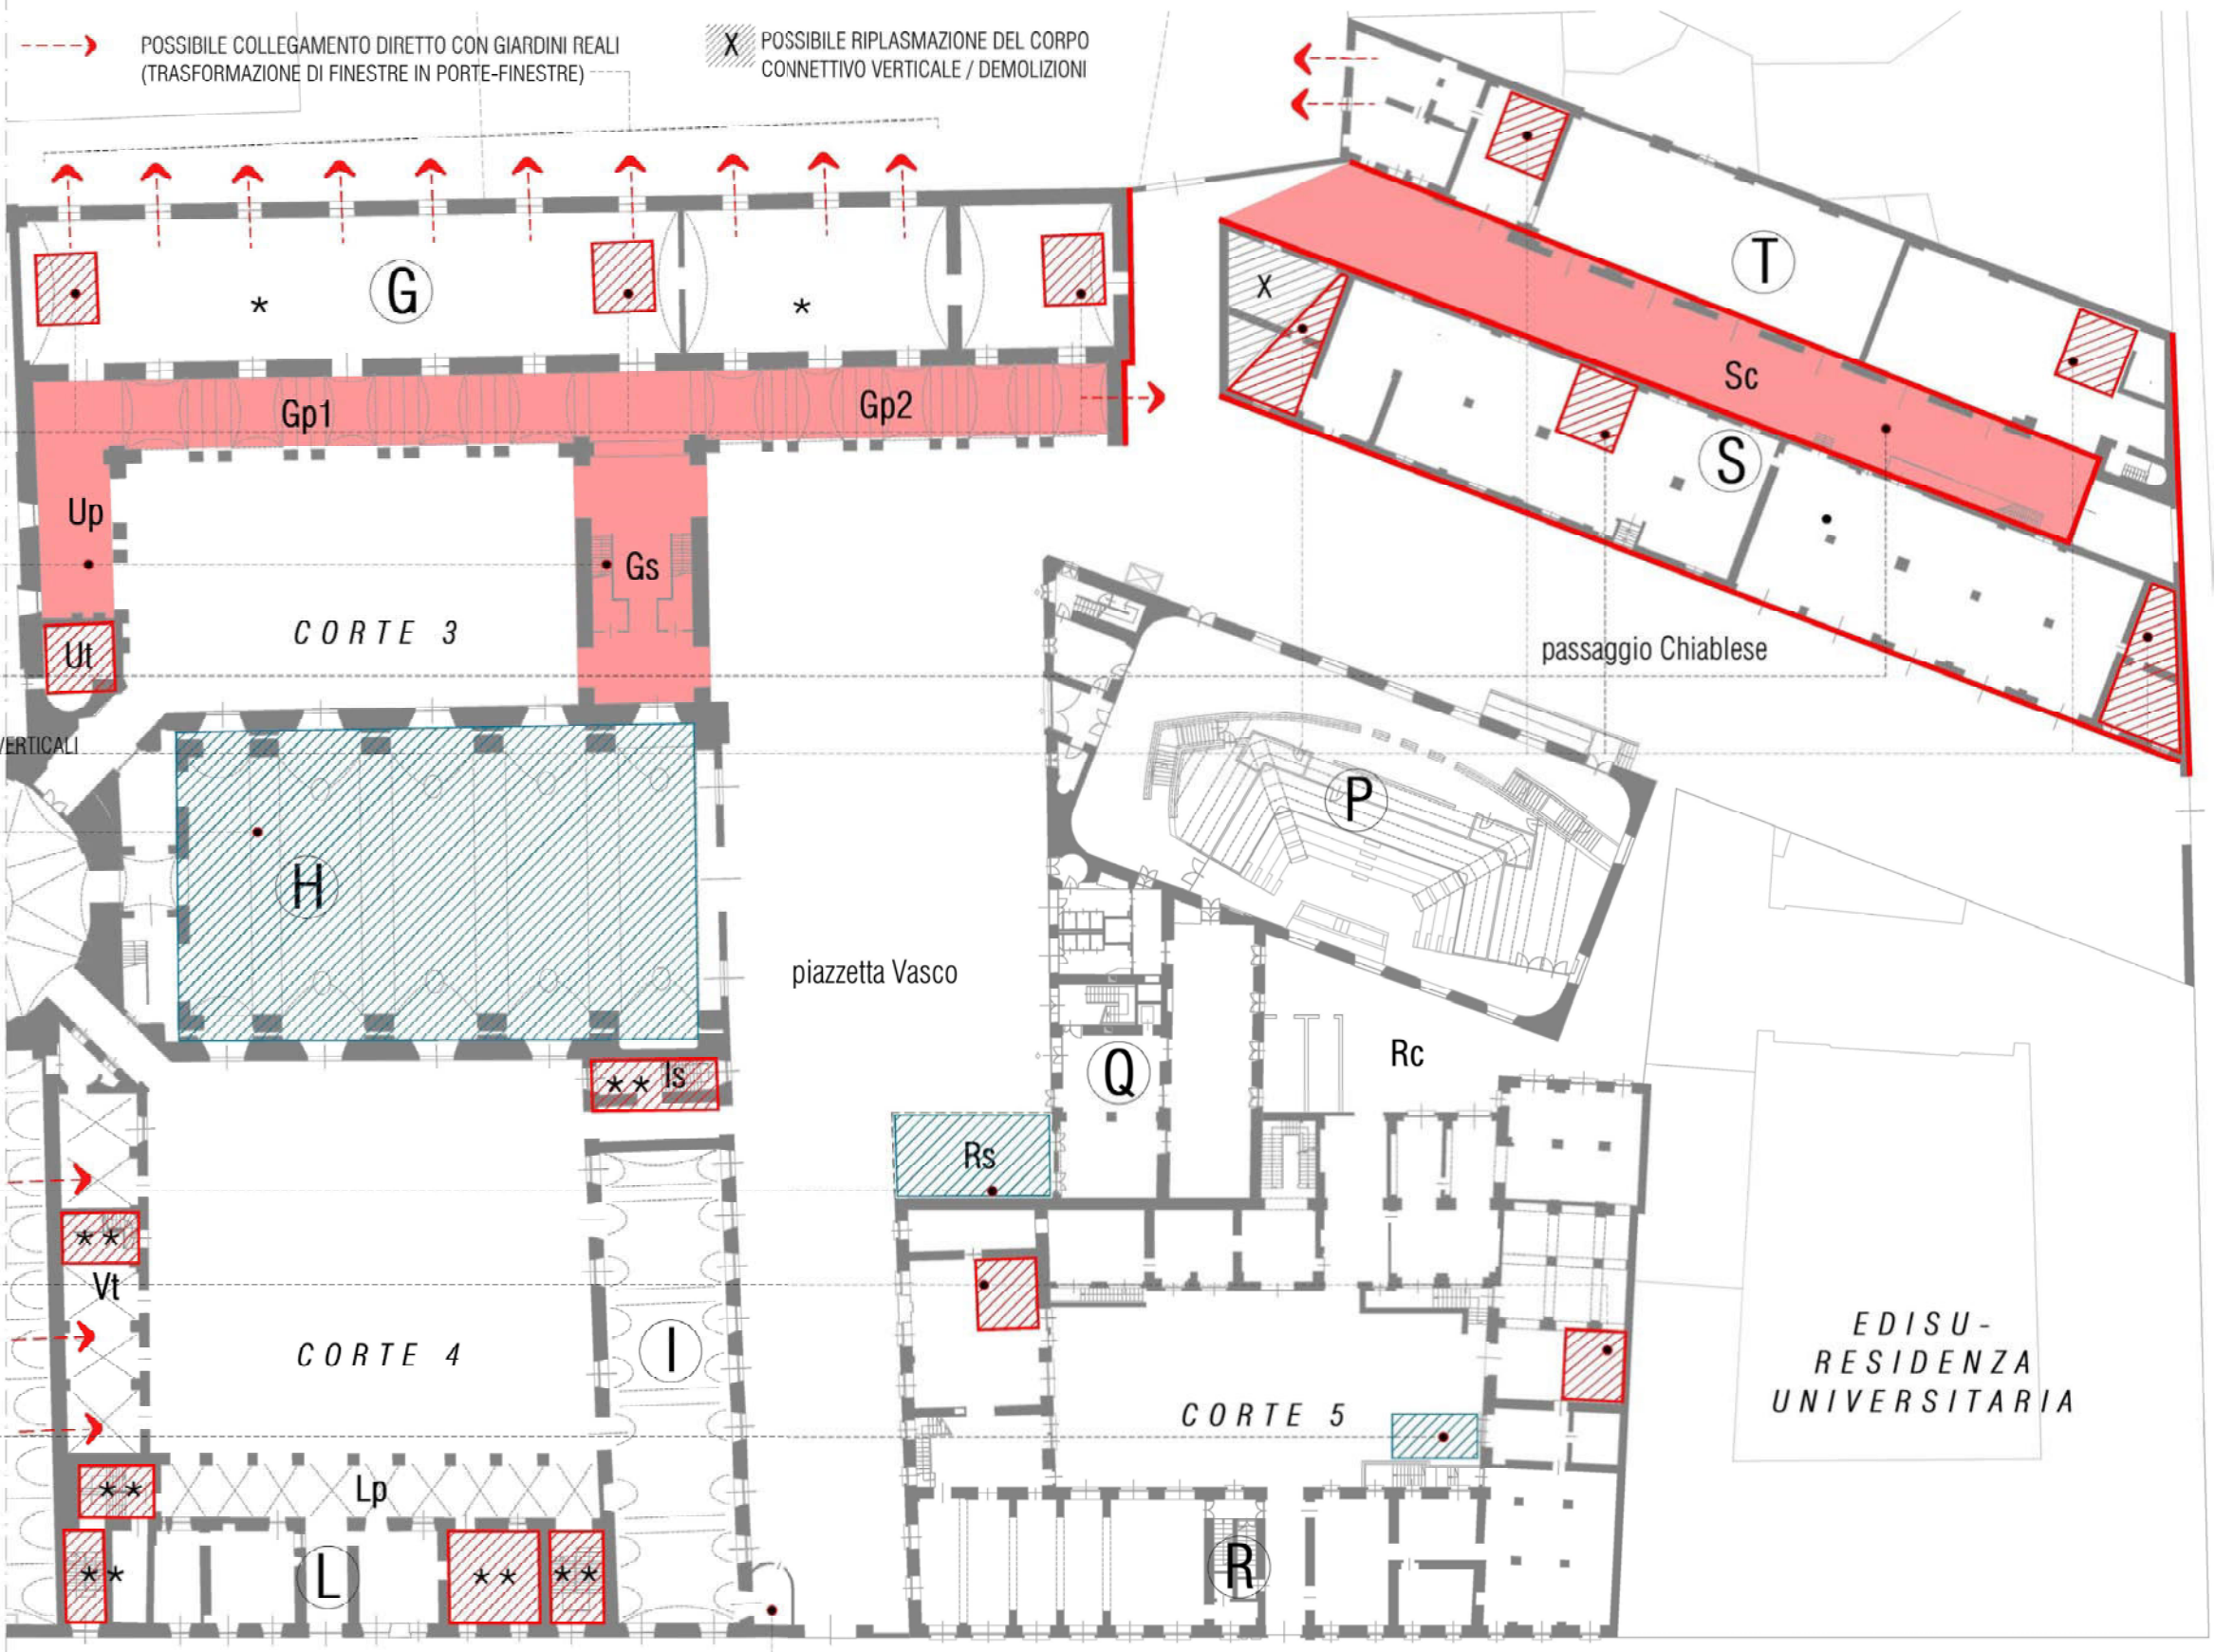 POSSIBILE COLLEGAMENTO DIRETTO CON GIARDINI REALI
(TRASFORMAZIONE DI FINESTRE IN PORTE-FINESTRE)
X POSSIBILE RIPLASMAZIONE DEL CORPO
CONNETTIVO VERTICALE / DEMOLIZIONI
G
*
*
T
X
Sc
S
Gp1
Gp2
Up
Gs
Ut
CORTE 3
passaggio Chiablese
VERTICALI
P
H
piazzetta Vasco
Q
Rc
** Is
Rs
**
Vt
CORTE 4
I
CORTE 5
EDISU-
RESIDENZA
UNIVERSITARIA
**
Lp
**
L
**
**
R